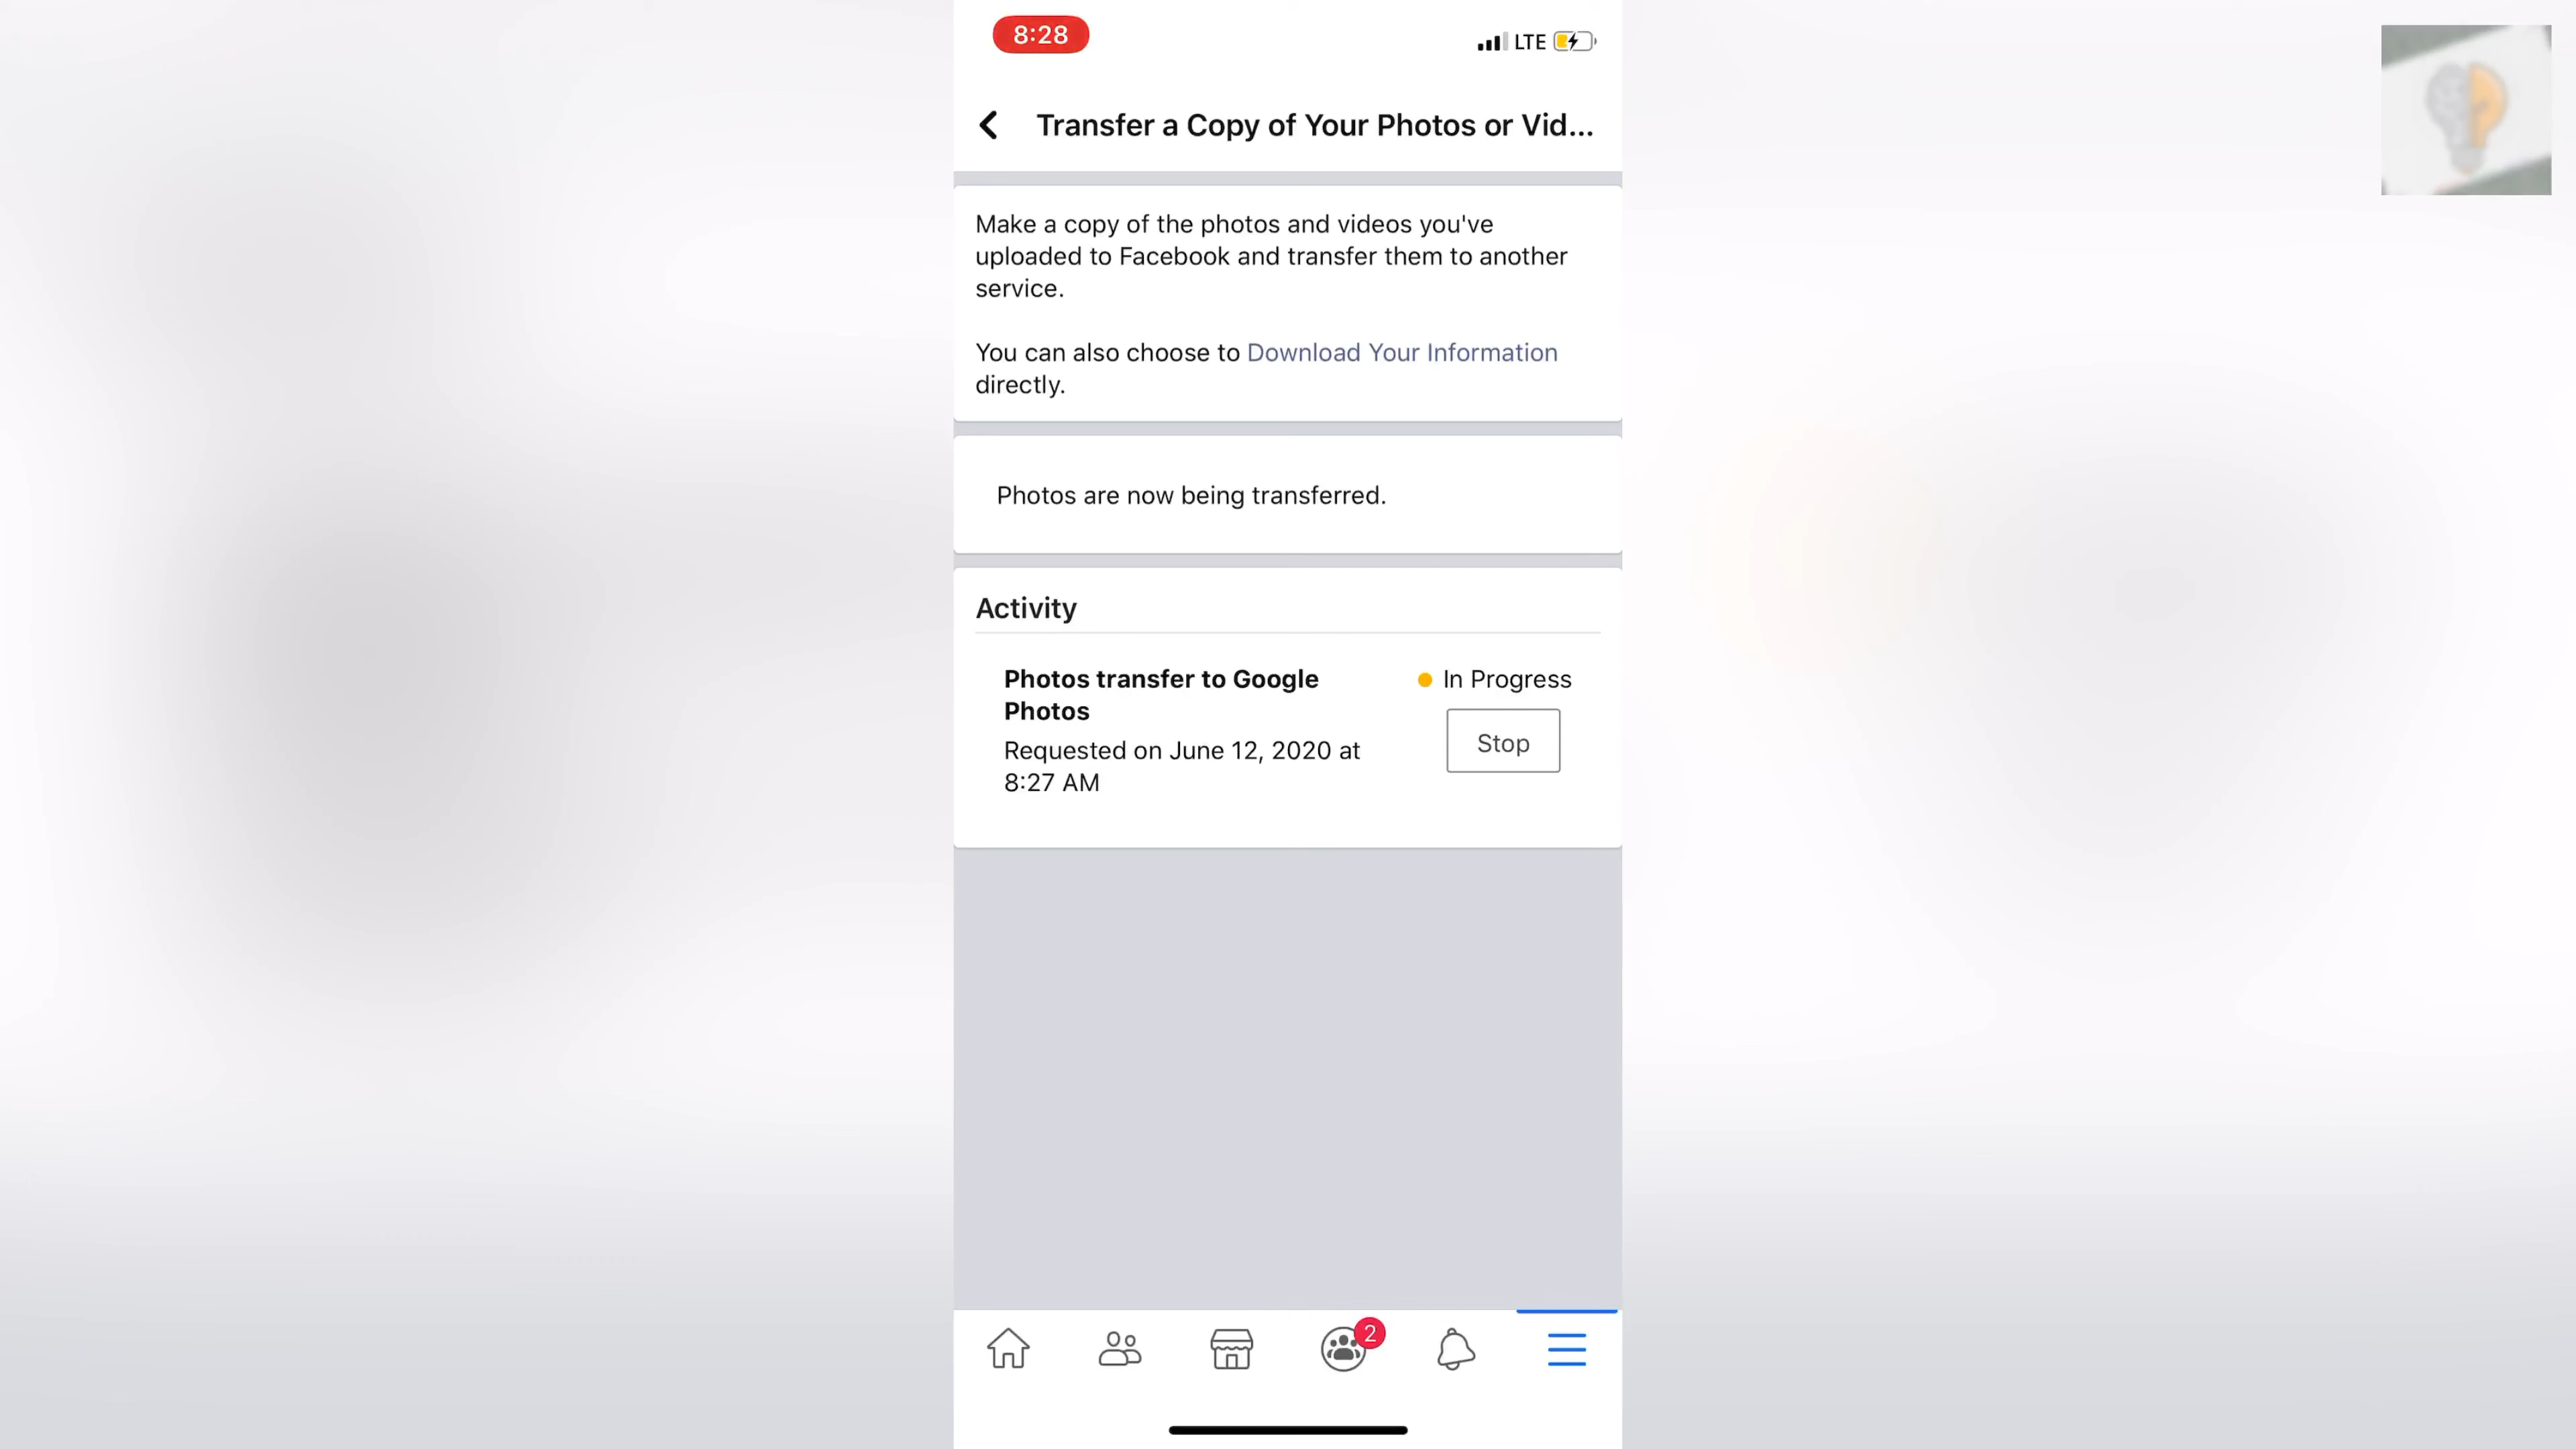 8:28
LTE
Transfer a Copy of Your Photos or Vid...
Make a copy of the photos and videos you've
uploaded to Facebook and transfer them to another
service.
You can also choose to Download Your Information
directly.
Photos are now being transferred.
Activity
Photos transfer to Google
Photos
In Progress
Requested on June 12, 2020 at
8:27 AM
Stop
2